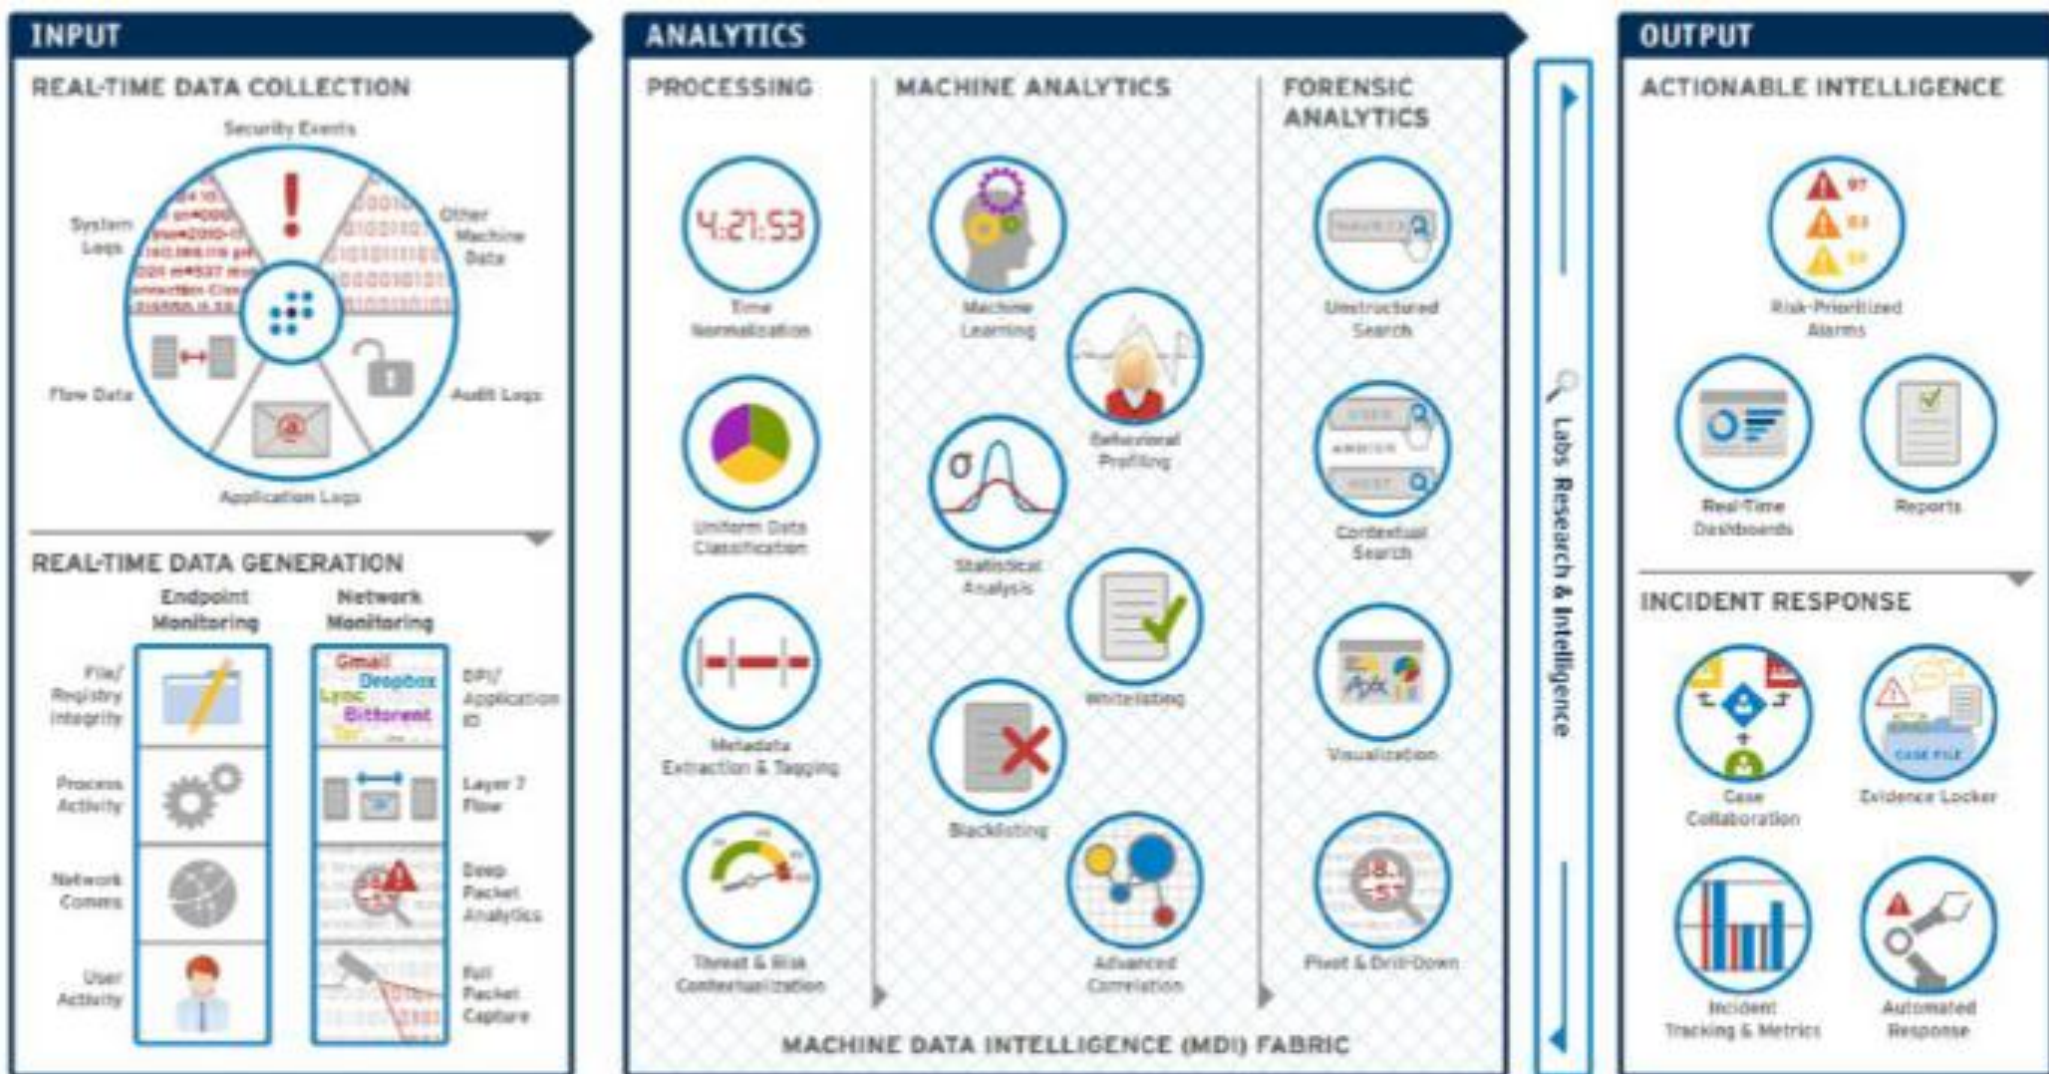 INPUT
REAL-TIME DATA COLLECTION
Security Events
System
Logs
Other
Machine
Data
Flow Data
Audit Logs
Application Logs
REAL-TIME DATA GENERATION
Endpoint
Monitoring
Network
Monitoring
File/
Registry
Integrity
Gmail
Dropbox
Lync
Bittorent
Tor
DPI/
Application
ID
Process
Activity
Layer 7
Flow
Network
Comms
Deep
Packet
Analytics
User
Activity
Full
Packet
Capture
ANALYTICS
PROCESSING
4:21:53
Time
Normalization
Uniform Data
Classification
Metadata
Extraction & Tagging
Threat & Risk
Contextualization
MACHINE ANALYTICS
Machine
Learning
Behavioral
Profiling
σ
Statistical
Analysis
Whitelisting
Blacklisting
Advanced
Correlation
FORENSIC
ANALYTICS
Unstructured
Search
USER
HOST
Contextual
Search
Visualization
Pivot & Drill-Down
MACHINE DATA INTELLIGENCE (MDI) FABRIC
Labs Research & Intelligence
OUTPUT
ACTIONABLE INTELLIGENCE
97
83
Risk-Prioritized
Alarms
Real-Time
Dashboards
Reports
INCIDENT RESPONSE
Case
Collaboration
CASE FILE
Evidence Locker
Incident
Tracking & Metrics
Automated
Response